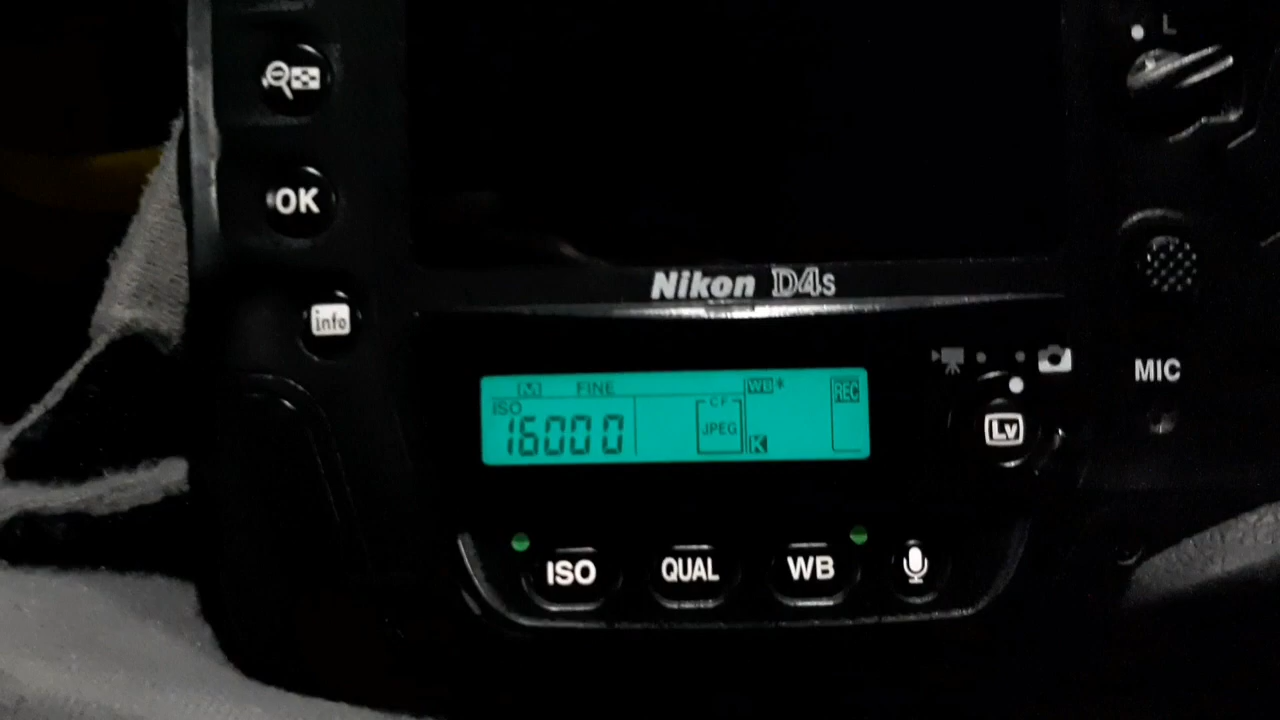 L
OK
Nikon D4s
info
MIC
M FINE WB* REC
ISO CF
16000 JPEG K
Lv
ISO QUAL WB